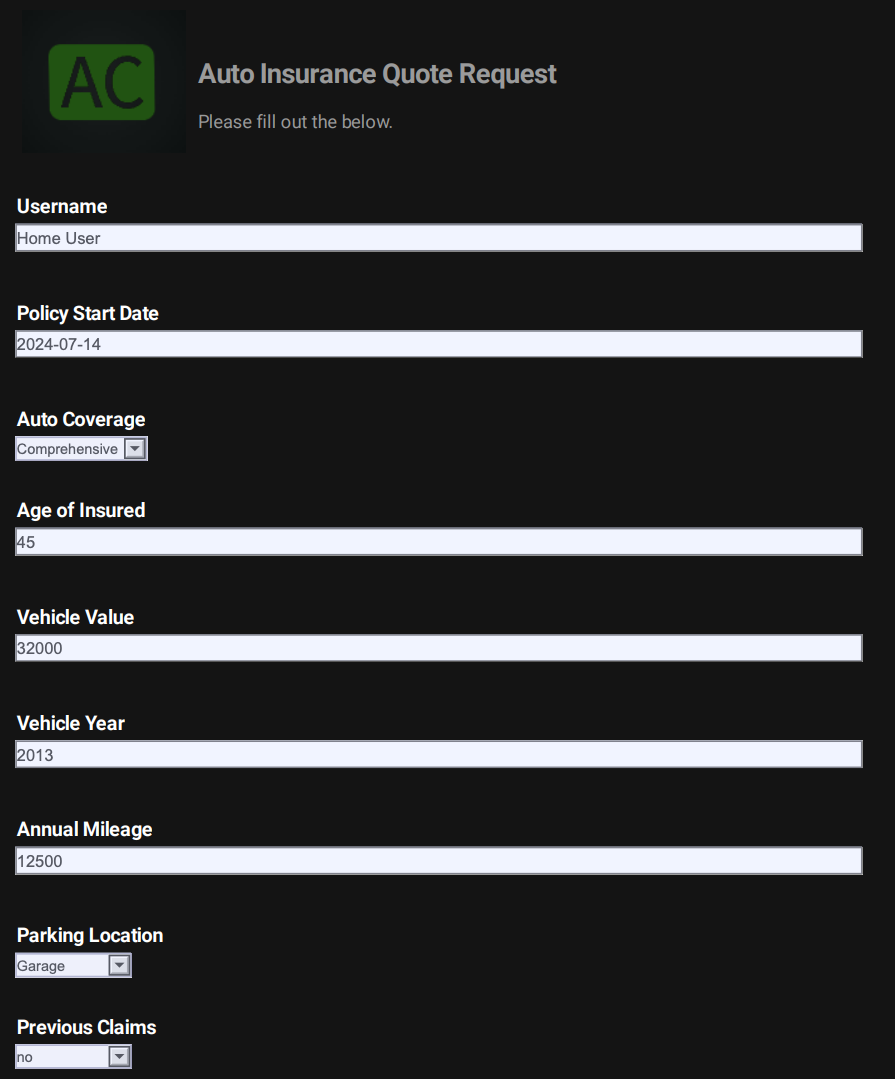 AC
Auto Insurance Quote Request
Please fill out the below.
Username
Home User
Policy Start Date
2024-07-14
Auto Coverage
Comprehensive
Age of Insured
45
Vehicle Value
32000
Vehicle Year
2013
Annual Mileage
12500
Parking Location
Garage
Previous Claims
no